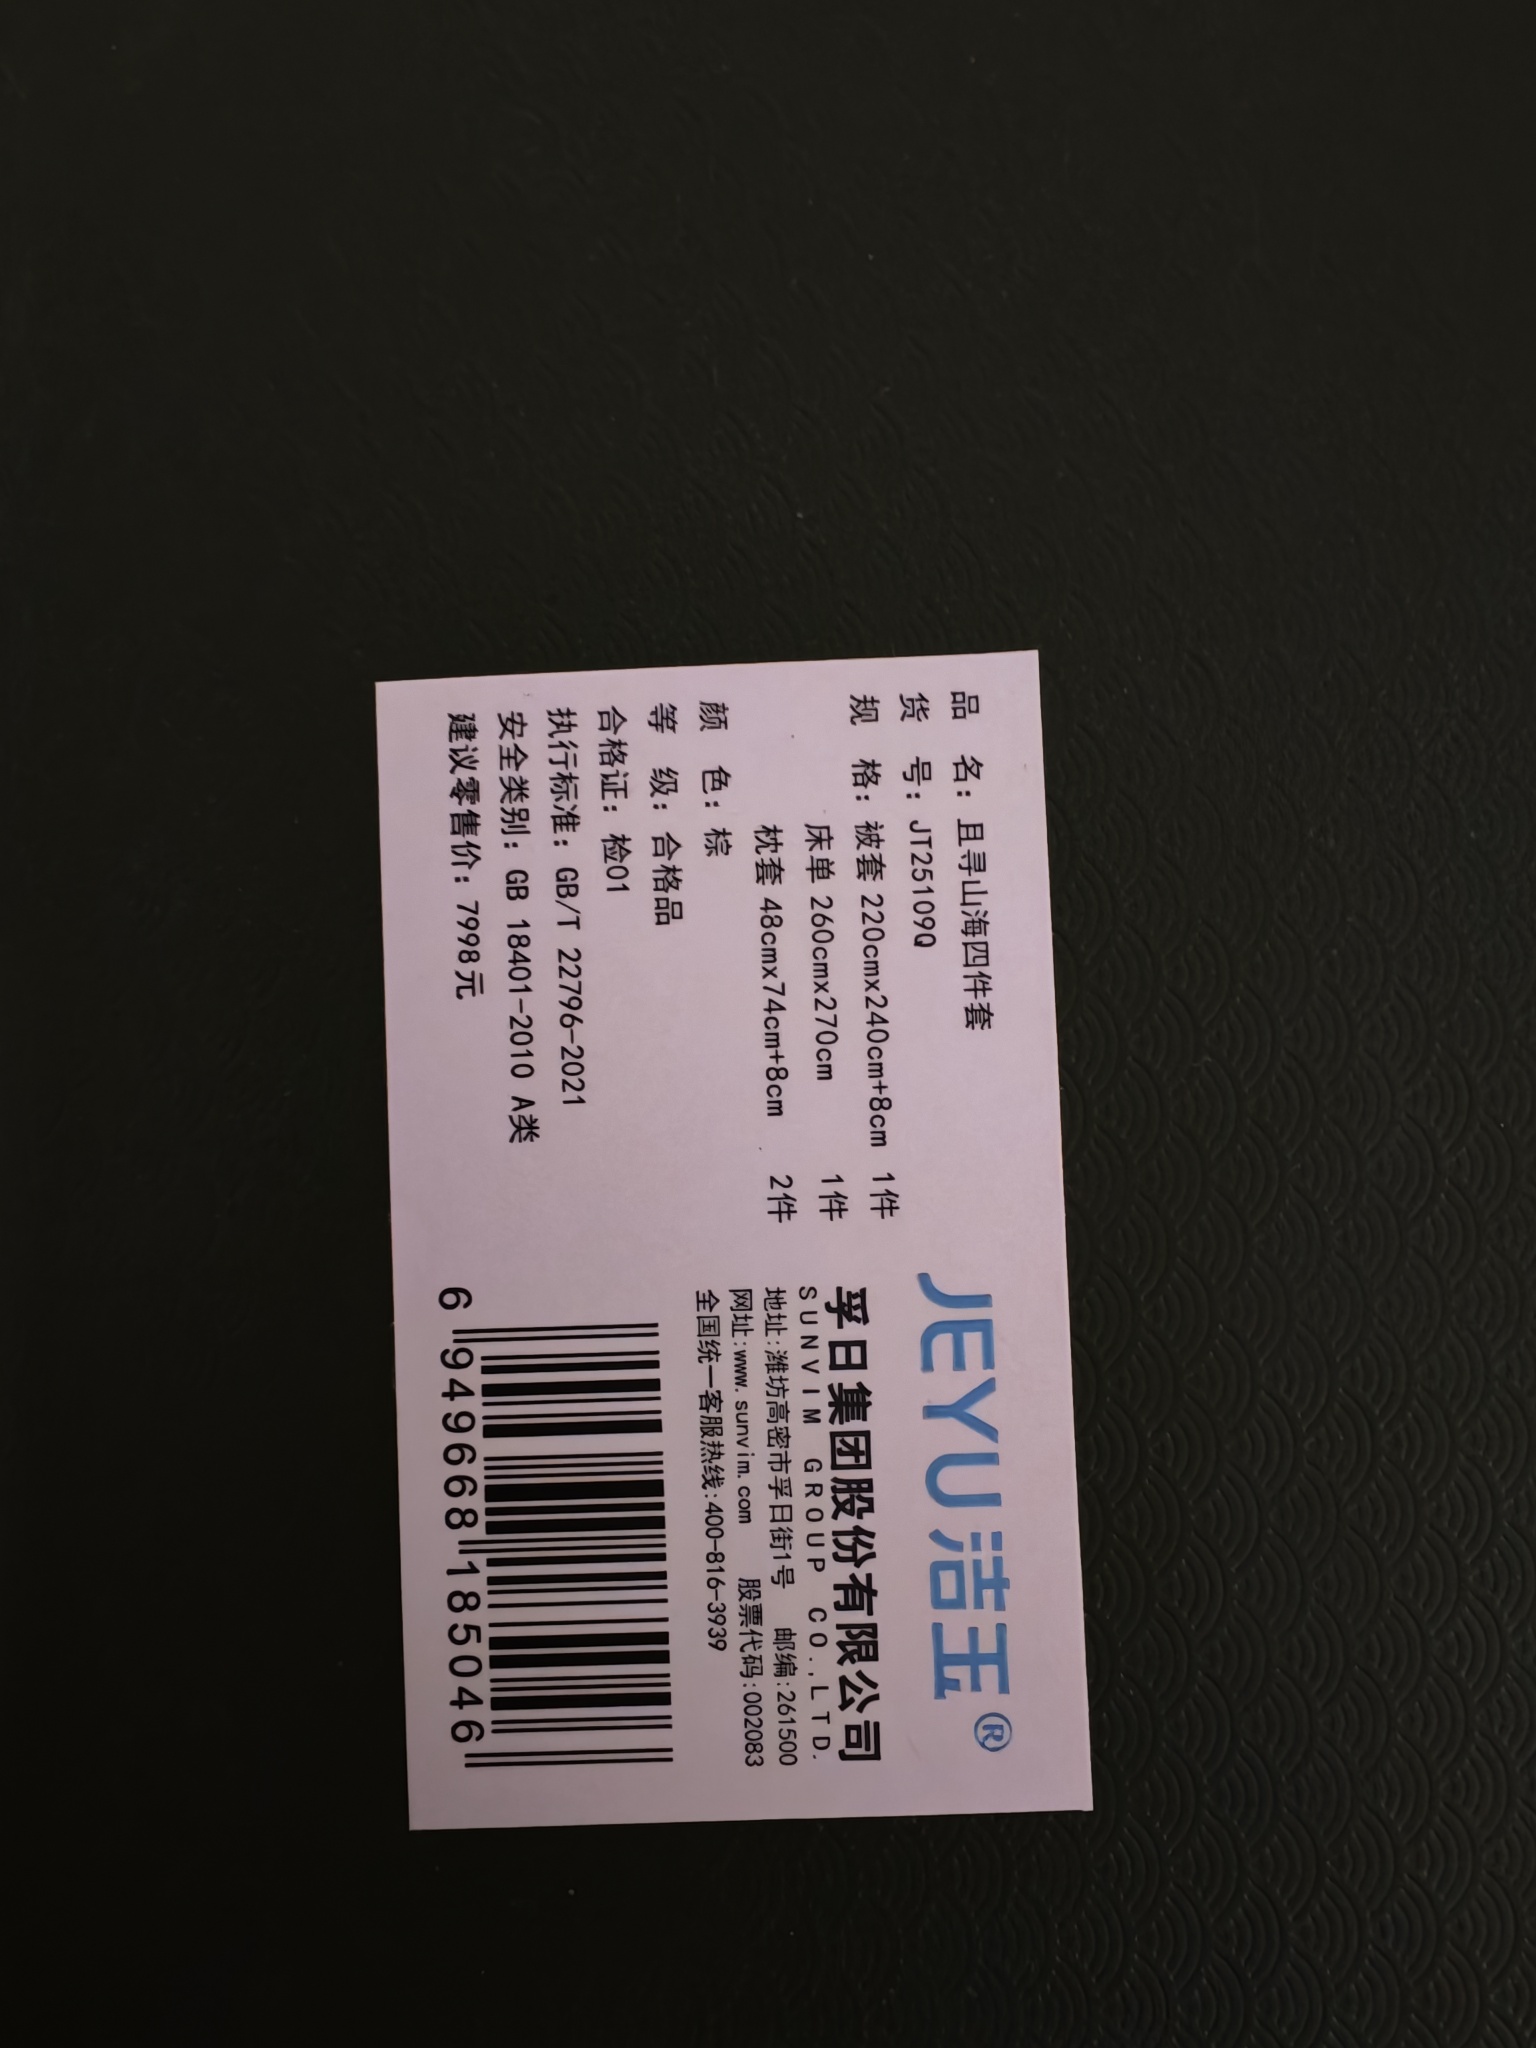 品 名：且寻山海四件套
货 号：JT25109Q
规 格：被套 220cmx240cm+8cm 1件
床单 260cmx270cm 1件
枕套 48cmx74cm+8cm 2件
颜 色：棕
等 级：合格品
合格证：检01
执行标准：GB/T 22796-2021
安全类别：GB 18401-2010 A类
建议零售价：7998元
JEYU 洁玉®
孚日集团股份有限公司
SUNVIM GROUP CO.,LTD.
地址:潍坊高密市孚日街1号 邮编:261500
网址:www.sunvim.com 股票代码:002083
全国统一客服热线:400-816-3939
6 949668 185046